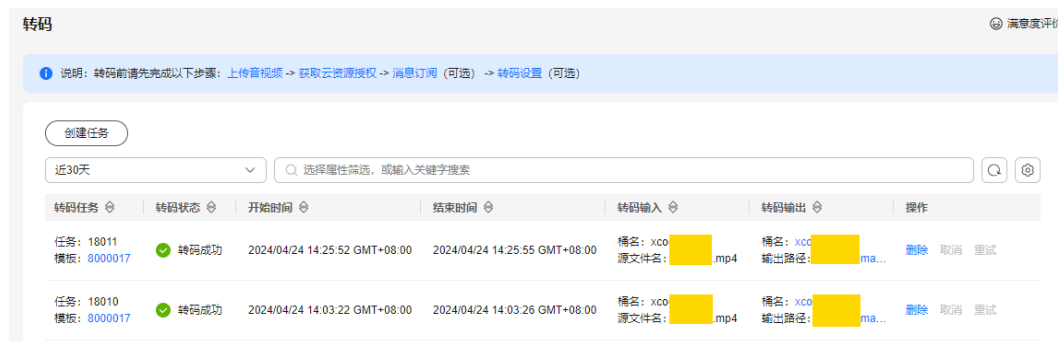 转码
满意度评价
说明：转码前请先完成以下步骤：上传音视频 -> 获取云资源授权 -> 消息订阅（可选） -> 转码设置（可选）
创建任务
近30天
选择属性筛选，或输入关键字搜索
转码任务 转码状态 开始时间 结束时间 转码输入 转码输出 操作
任务：18011
模板：8000017
转码成功 2024/04/24 14:25:52 GMT+08:00 2024/04/24 14:25:55 GMT+08:00
桶名：xco 桶名：xco
源文件名： .mp4 输出路径： ma...
删除 取消 重试
任务：18010
模板：8000017
转码成功 2024/04/24 14:03:22 GMT+08:00 2024/04/24 14:03:26 GMT+08:00
桶名：xco 桶名：xco
源文件名： .mp4 输出路径： ma...
删除 取消 重试